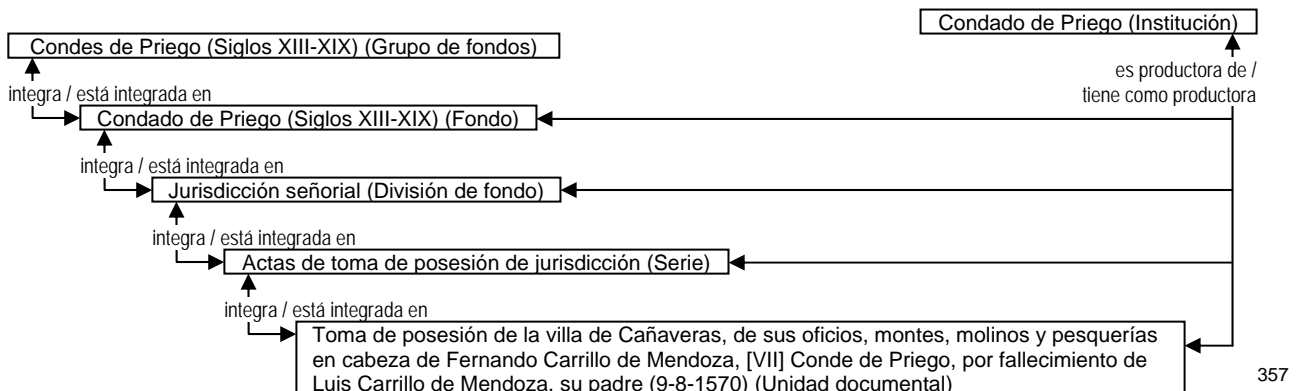 Condado de Priego (Institución)
Condes de Priego (Siglos XIII-XIX) (Grupo de fondos)
es productora de /
tiene como productora
integra / está integrada en
Condado de Priego (Siglos XIII-XIX) (Fondo)
integra / está integrada en
Jurisdicción señorial (División de fondo)
integra / está integrada en
Actas de toma de posesión de jurisdicción (Serie)
integra / está integrada en
Toma de posesión de la villa de Cañaveras, de sus oficios, montes, molinos y pesquerías
en cabeza de Fernando Carrillo de Mendoza, [VII] Conde de Priego, por fallecimiento de
Luis Carrillo de Mendoza, su padre (9-8-1570) (Unidad documental)
357